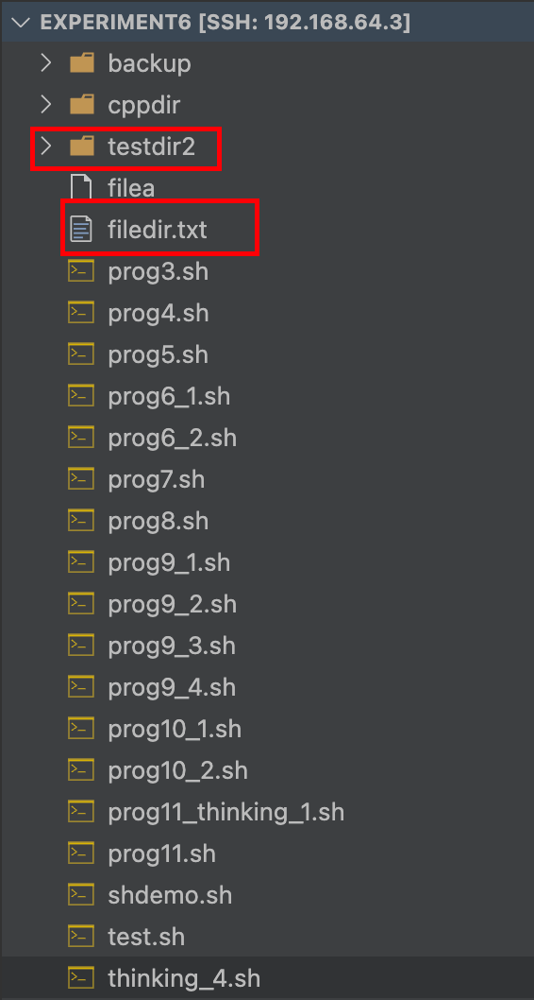 EXPERIMENT6 [SSH: 192.168.64.3]
backup
cppdir
testdir2
filea
filedir.txt
prog3.sh
prog4.sh
prog5.sh
prog6_1.sh
prog6_2.sh
prog7.sh
prog8.sh
prog9_1.sh
prog9_2.sh
prog9_3.sh
prog9_4.sh
prog10_1.sh
prog10_2.sh
prog11_thinking_1.sh
prog11.sh
shdemo.sh
test.sh
thinking_4.sh